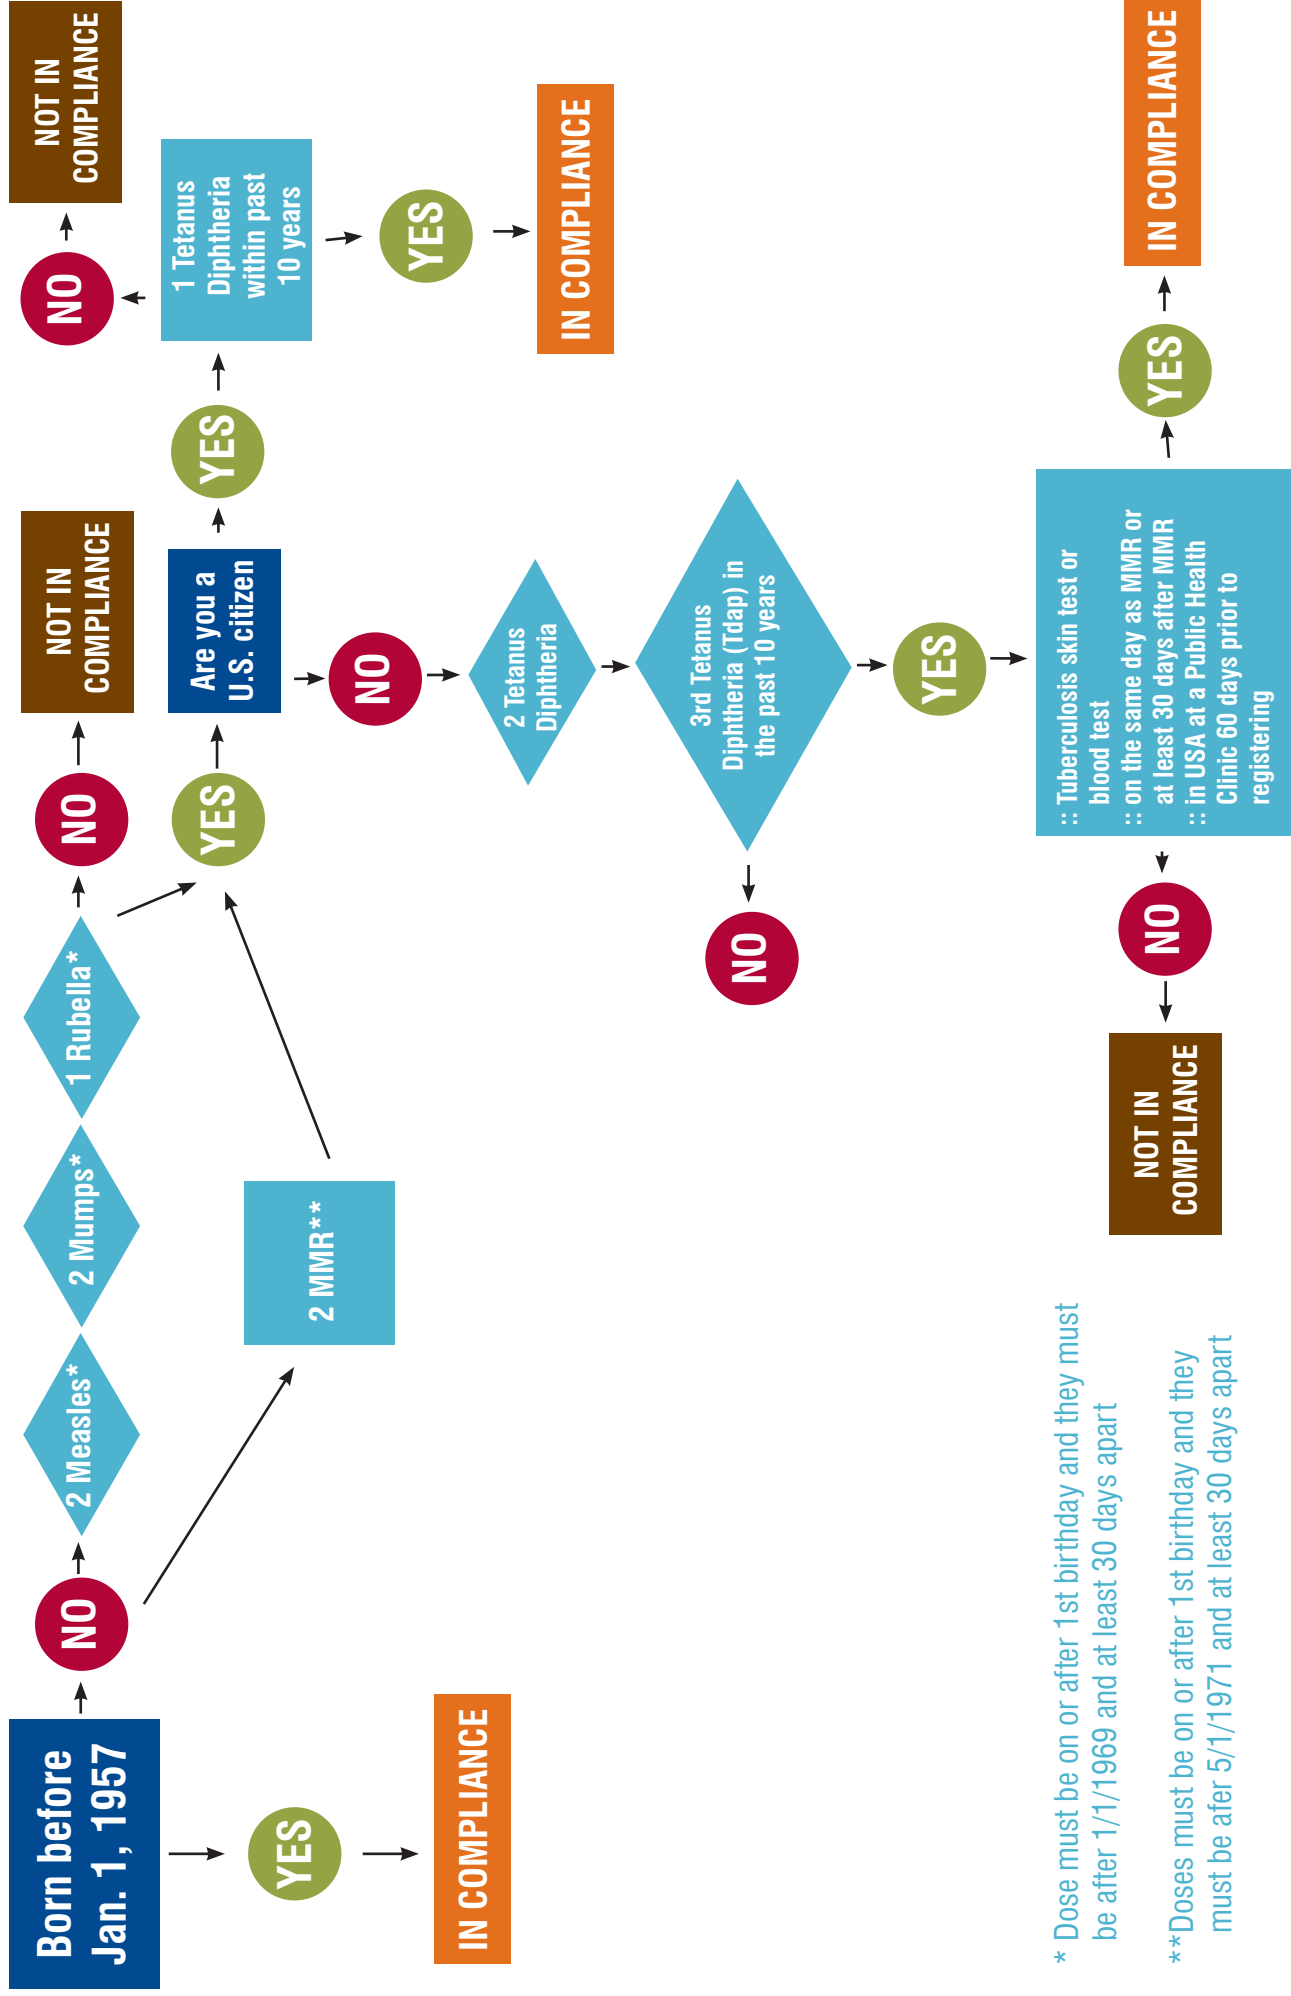 Born before
Jan. 1, 1957
NO
2 Measles*
2 Mumps*
1 Rubella*
NO
NOT IN
COMPLIANCE
YES
IN COMPLIANCE
2 MMR**
YES
Are you a
U.S. citizen
YES
1 Tetanus
Diphtheria
within past
10 years
NO
NOT IN
COMPLIANCE
YES
IN COMPLIANCE
NO
2 Tetanus
Diphtheria
3rd Tetanus
Diphtheria (Tdap) in
the past 10 years
NO
YES
:: Tuberculosis skin test or
blood test
:: on the same day as MMR or
at least 30 days after MMR
:: in USA at a Public Health
Clinic 60 days prior to
registering
NO
NOT IN
COMPLIANCE
YES
IN COMPLIANCE
* Dose must be on or after 1st birthday and they must
be after 1/1/1969 and at least 30 days apart
**Doses must be on or after 1st birthday and they
must be afer 5/1/1971 and at least 30 days apart